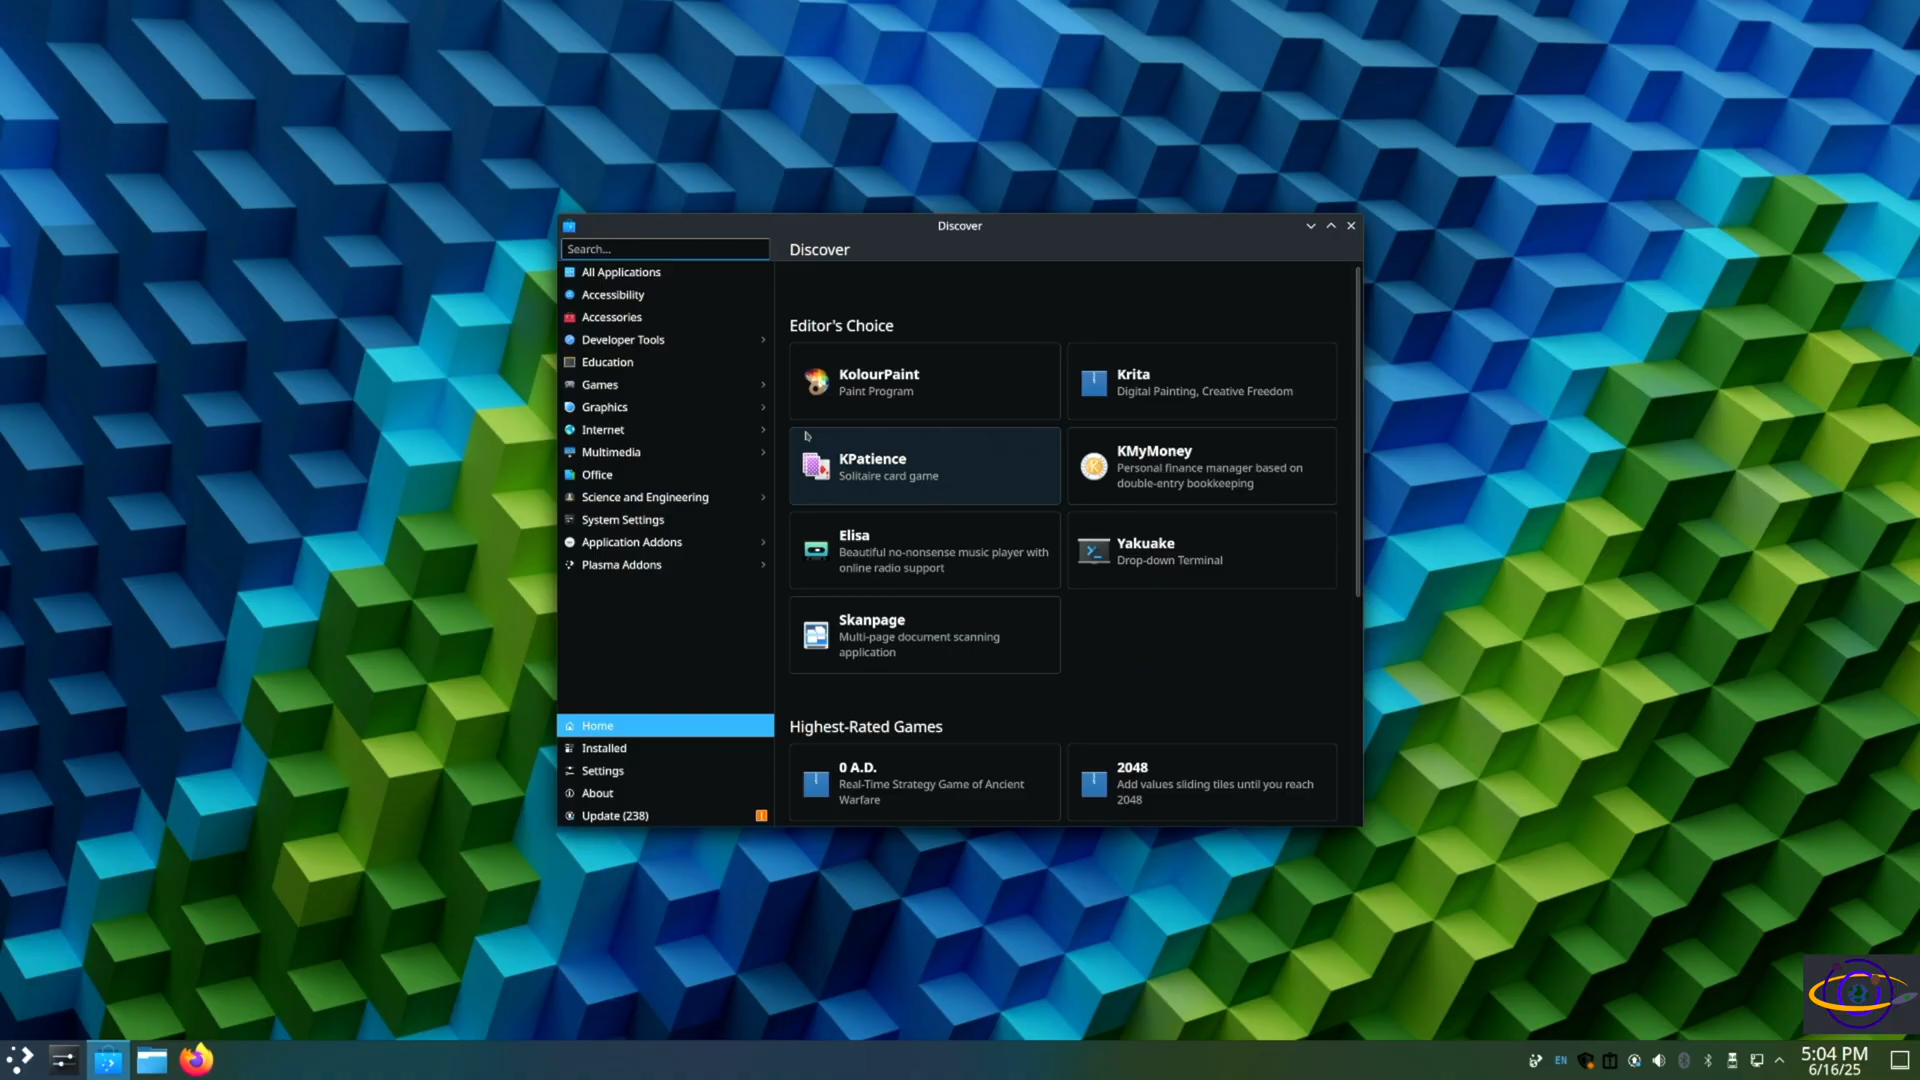 Discover
Search...
Discover
All Applications
Accessibility
Accessories
Developer Tools
Education
Games
Graphics
Internet
Multimedia
Office
Science and Engineering
System Settings
Application Addons
Plasma Addons
Home
Installed
Settings
About
Update (238)
Editor's Choice
KolourPaint
Paint Program
Krita
Digital Painting, Creative Freedom
KPatience
Solitaire card game
KMyMoney
Personal finance manager based on
double-entry bookkeeping
Elisa
Beautiful no-nonsense music player with
online radio support
Yakuake
Drop-down Terminal
Skanpage
Multi-page document scanning
application
Highest-Rated Games
0 A.D.
Real-Time Strategy Game of Ancient
Warfare
2048
Add values sliding tiles until you reach
2048
EN
5:04 PM
6/16/25